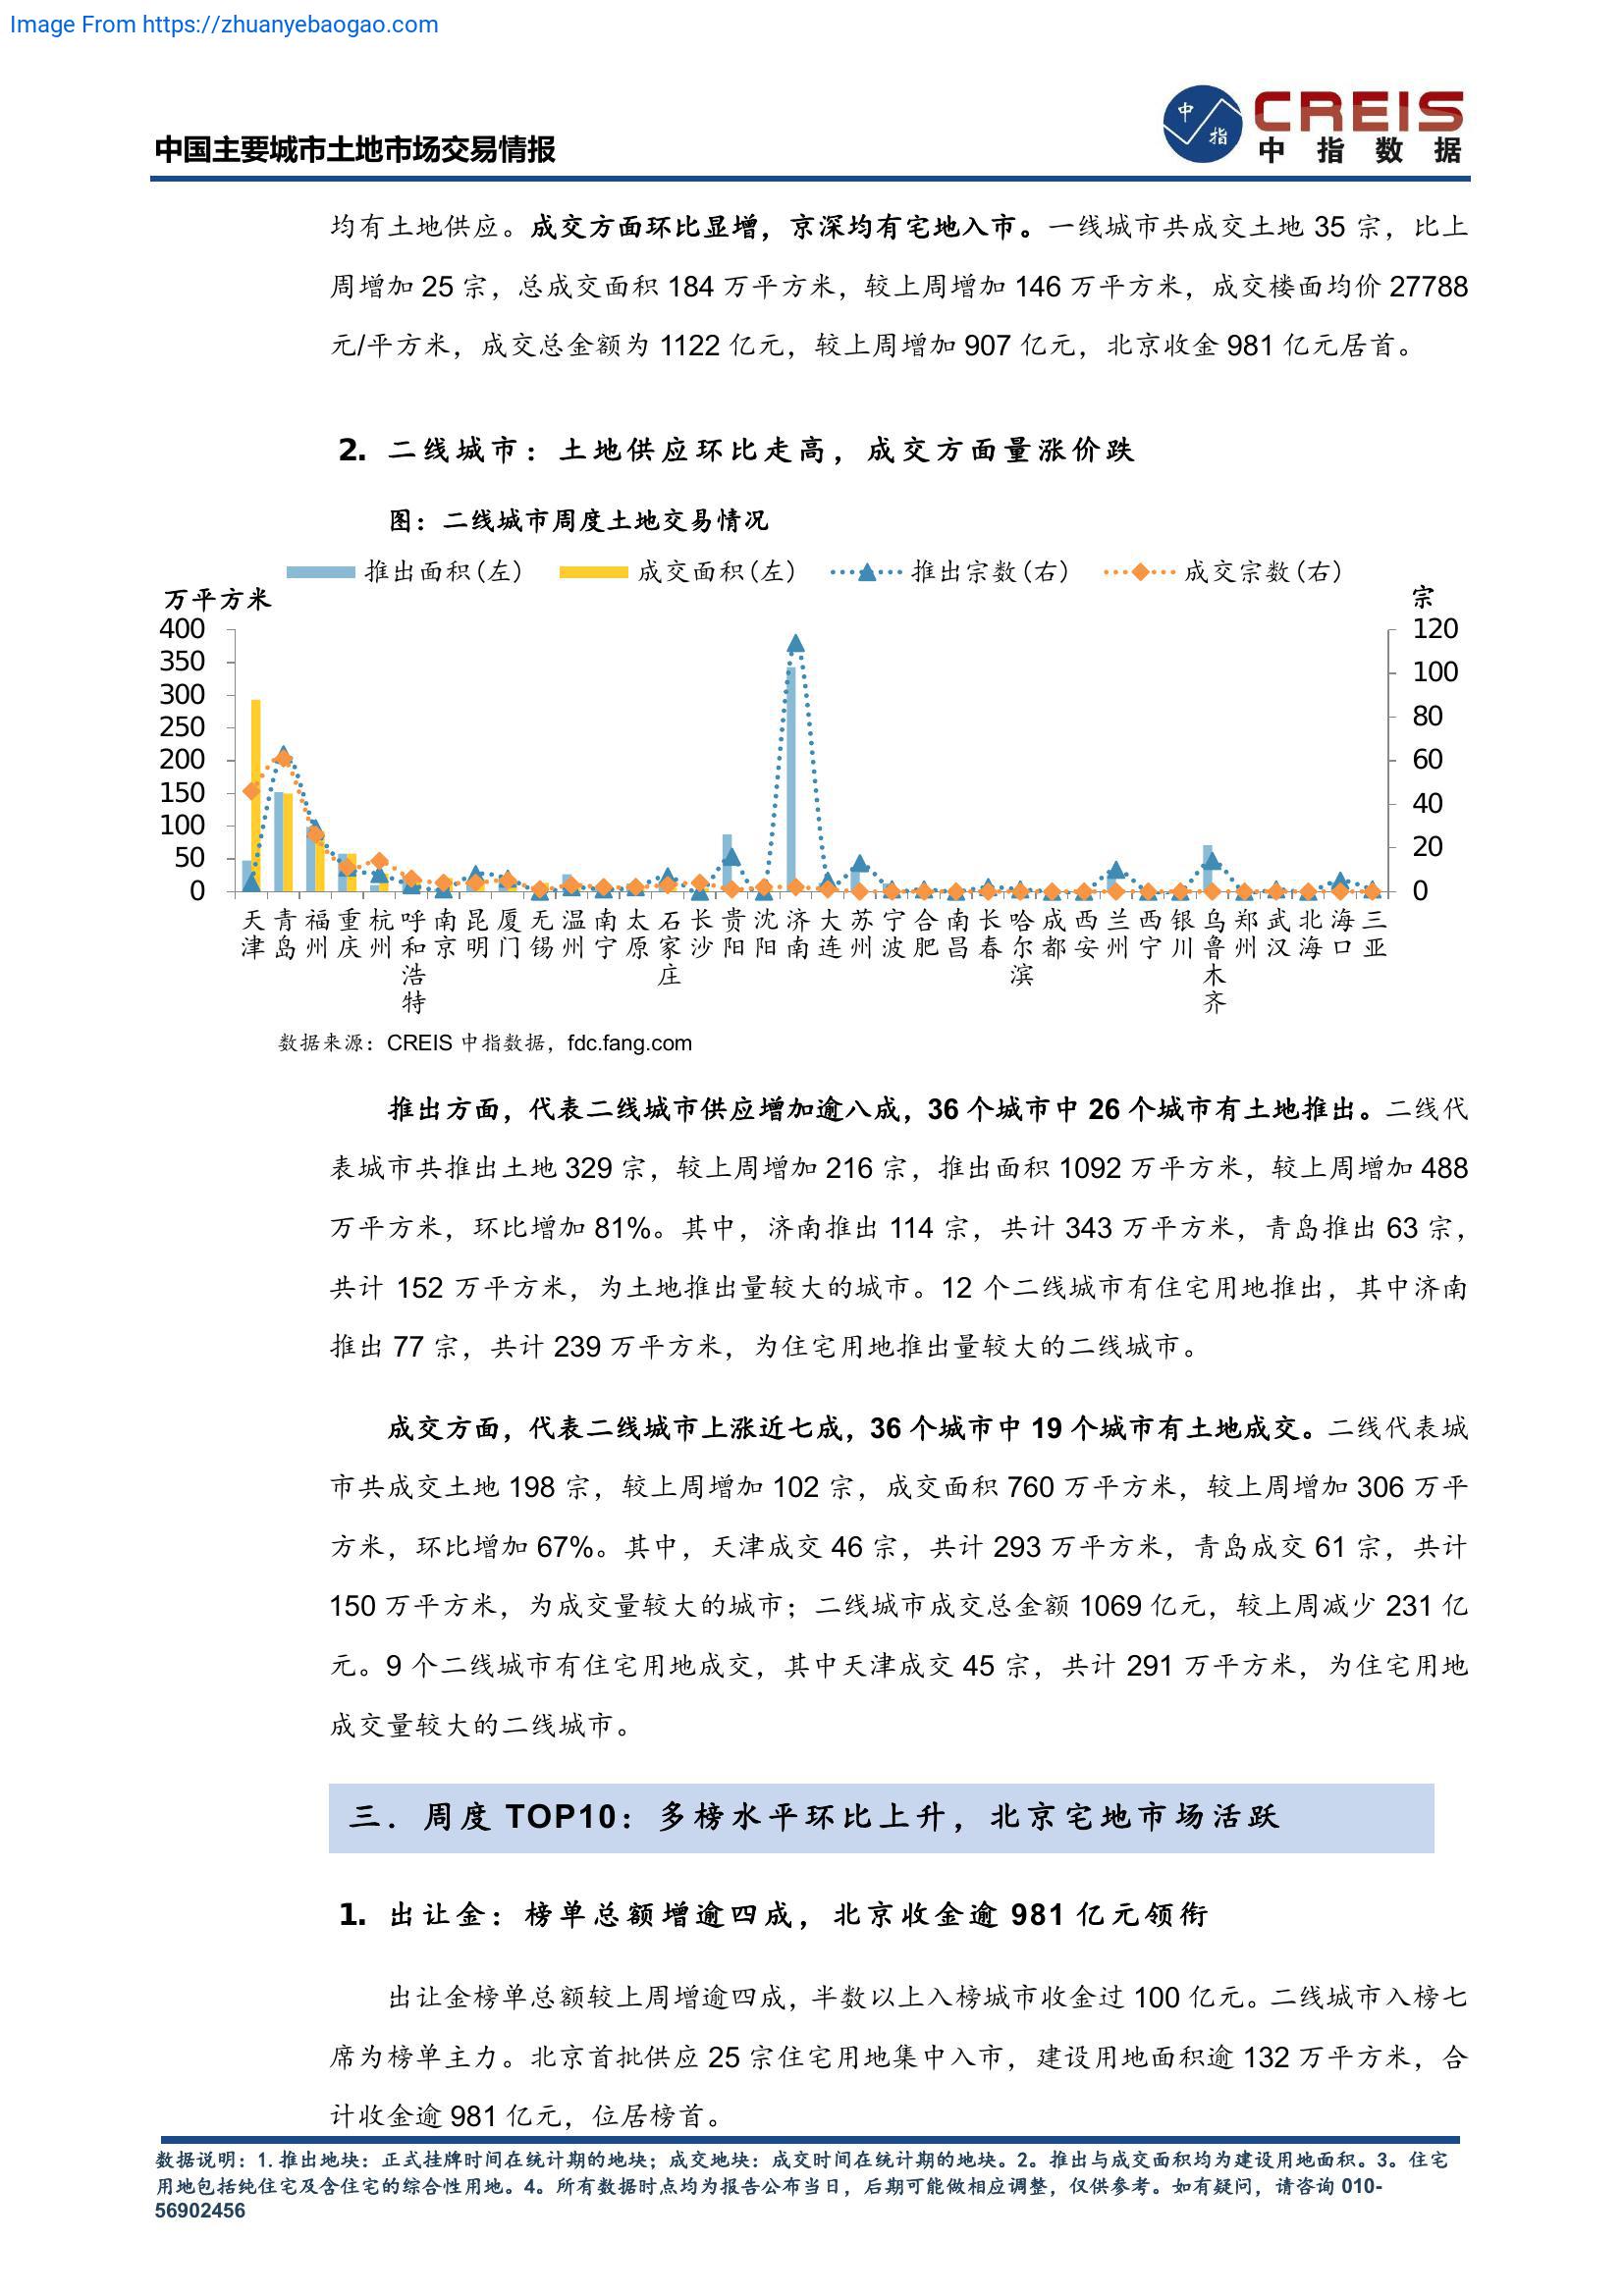 Image From https://zhuanyebaogao.com
中国主要城市土地市场交易情报
中
指
CREIS
中指数据
均有土地供应。成交方面环比显增，京深均有宅地入市。一线城市共成交土地 35 宗，比上
周增加 25 宗，总成交面积 184 万平方米，较上周增加 146 万平方米，成交楼面均价 27788
元/平方米，成交总金额为 1122 亿元，较上周增加 907 亿元，北京收金 981 亿元居首。
2. 二线城市：土地供应环比走高，成交方面量涨价跌
图：二线城市周度土地交易情况
推出面积(左) 成交面积(左) 推出宗数(右) 成交宗数(右)
万平方米 宗
400 120
350
300 100
250 80
200 60
150
100 40
50 20
0 0
天津 青岛 福州 重庆 杭州 呼和浩特 南京 昆明 厦门 无锡 温州 南宁 太原 石家庄 长沙 贵阳 沈阳 济南 大连 苏州 宁波 合肥 南昌 长春 哈尔滨 成都 西安 兰州 西宁 银川 乌鲁木齐 郑州 武汉 北海 海口 三亚
数据来源：CREIS 中指数据，fdc.fang.com
推出方面，代表二线城市供应增加逾八成，36 个城市中 26 个城市有土地推出。二线代
表城市共推出土地 329 宗，较上周增加 216 宗，推出面积 1092 万平方米，较上周增加 488
万平方米，环比增加 81%。其中，济南推出 114 宗，共计 343 万平方米，青岛推出 63 宗，
共计 152 万平方米，为土地推出量较大的城市。12 个二线城市有住宅用地推出，其中济南
推出 77 宗，共计 239 万平方米，为住宅用地推出量较大的二线城市。
成交方面，代表二线城市上涨近七成，36 个城市中 19 个城市有土地成交。二线代表城
市共成交土地 198 宗，较上周增加 102 宗，成交面积 760 万平方米，较上周增加 306 万平
方米，环比增加 67%。其中，天津成交 46 宗，共计 293 万平方米，青岛成交 61 宗，共计
150 万平方米，为成交量较大的城市；二线城市成交总金额 1069 亿元，较上周减少 231 亿
元。9 个二线城市有住宅用地成交，其中天津成交 45 宗，共计 291 万平方米，为住宅用地
成交量较大的二线城市。
三．周度 TOP10：多榜水平环比上升，北京宅地市场活跃
1. 出让金：榜单总额增逾四成，北京收金逾 981 亿元领衔
出让金榜单总额较上周增逾四成，半数以上入榜城市收金过 100 亿元。二线城市入榜七
席为榜单主力。北京首批供应 25 宗住宅用地集中入市，建设用地面积逾 132 万平方米，合
计收金逾 981 亿元，位居榜首。
数据说明：1.推出地块：正式挂牌时间在统计期的地块；成交地块：成交时间在统计期的地块。2。推出与成交面积均为建设用地面积。3。住宅
用地包括纯住宅及含住宅的综合性用地。4。所有数据时点均为报告公布当日，后期可能做相应调整，仅供参考。如有疑问，请咨询 010-
56902456